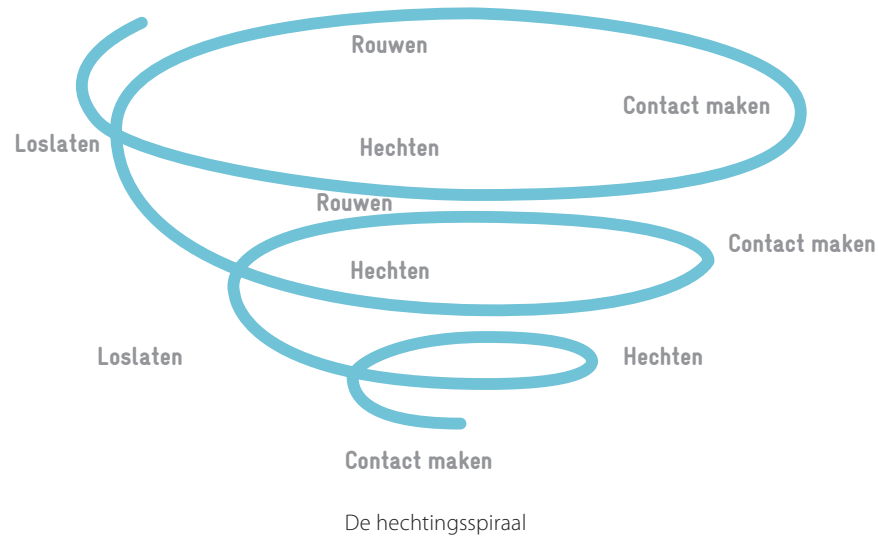 Rouwen
Contact maken
Loslaten
Hechten
Rouwen
Contact maken
Hechten
Loslaten
Hechten
Contact maken
De hechtingsspiraal